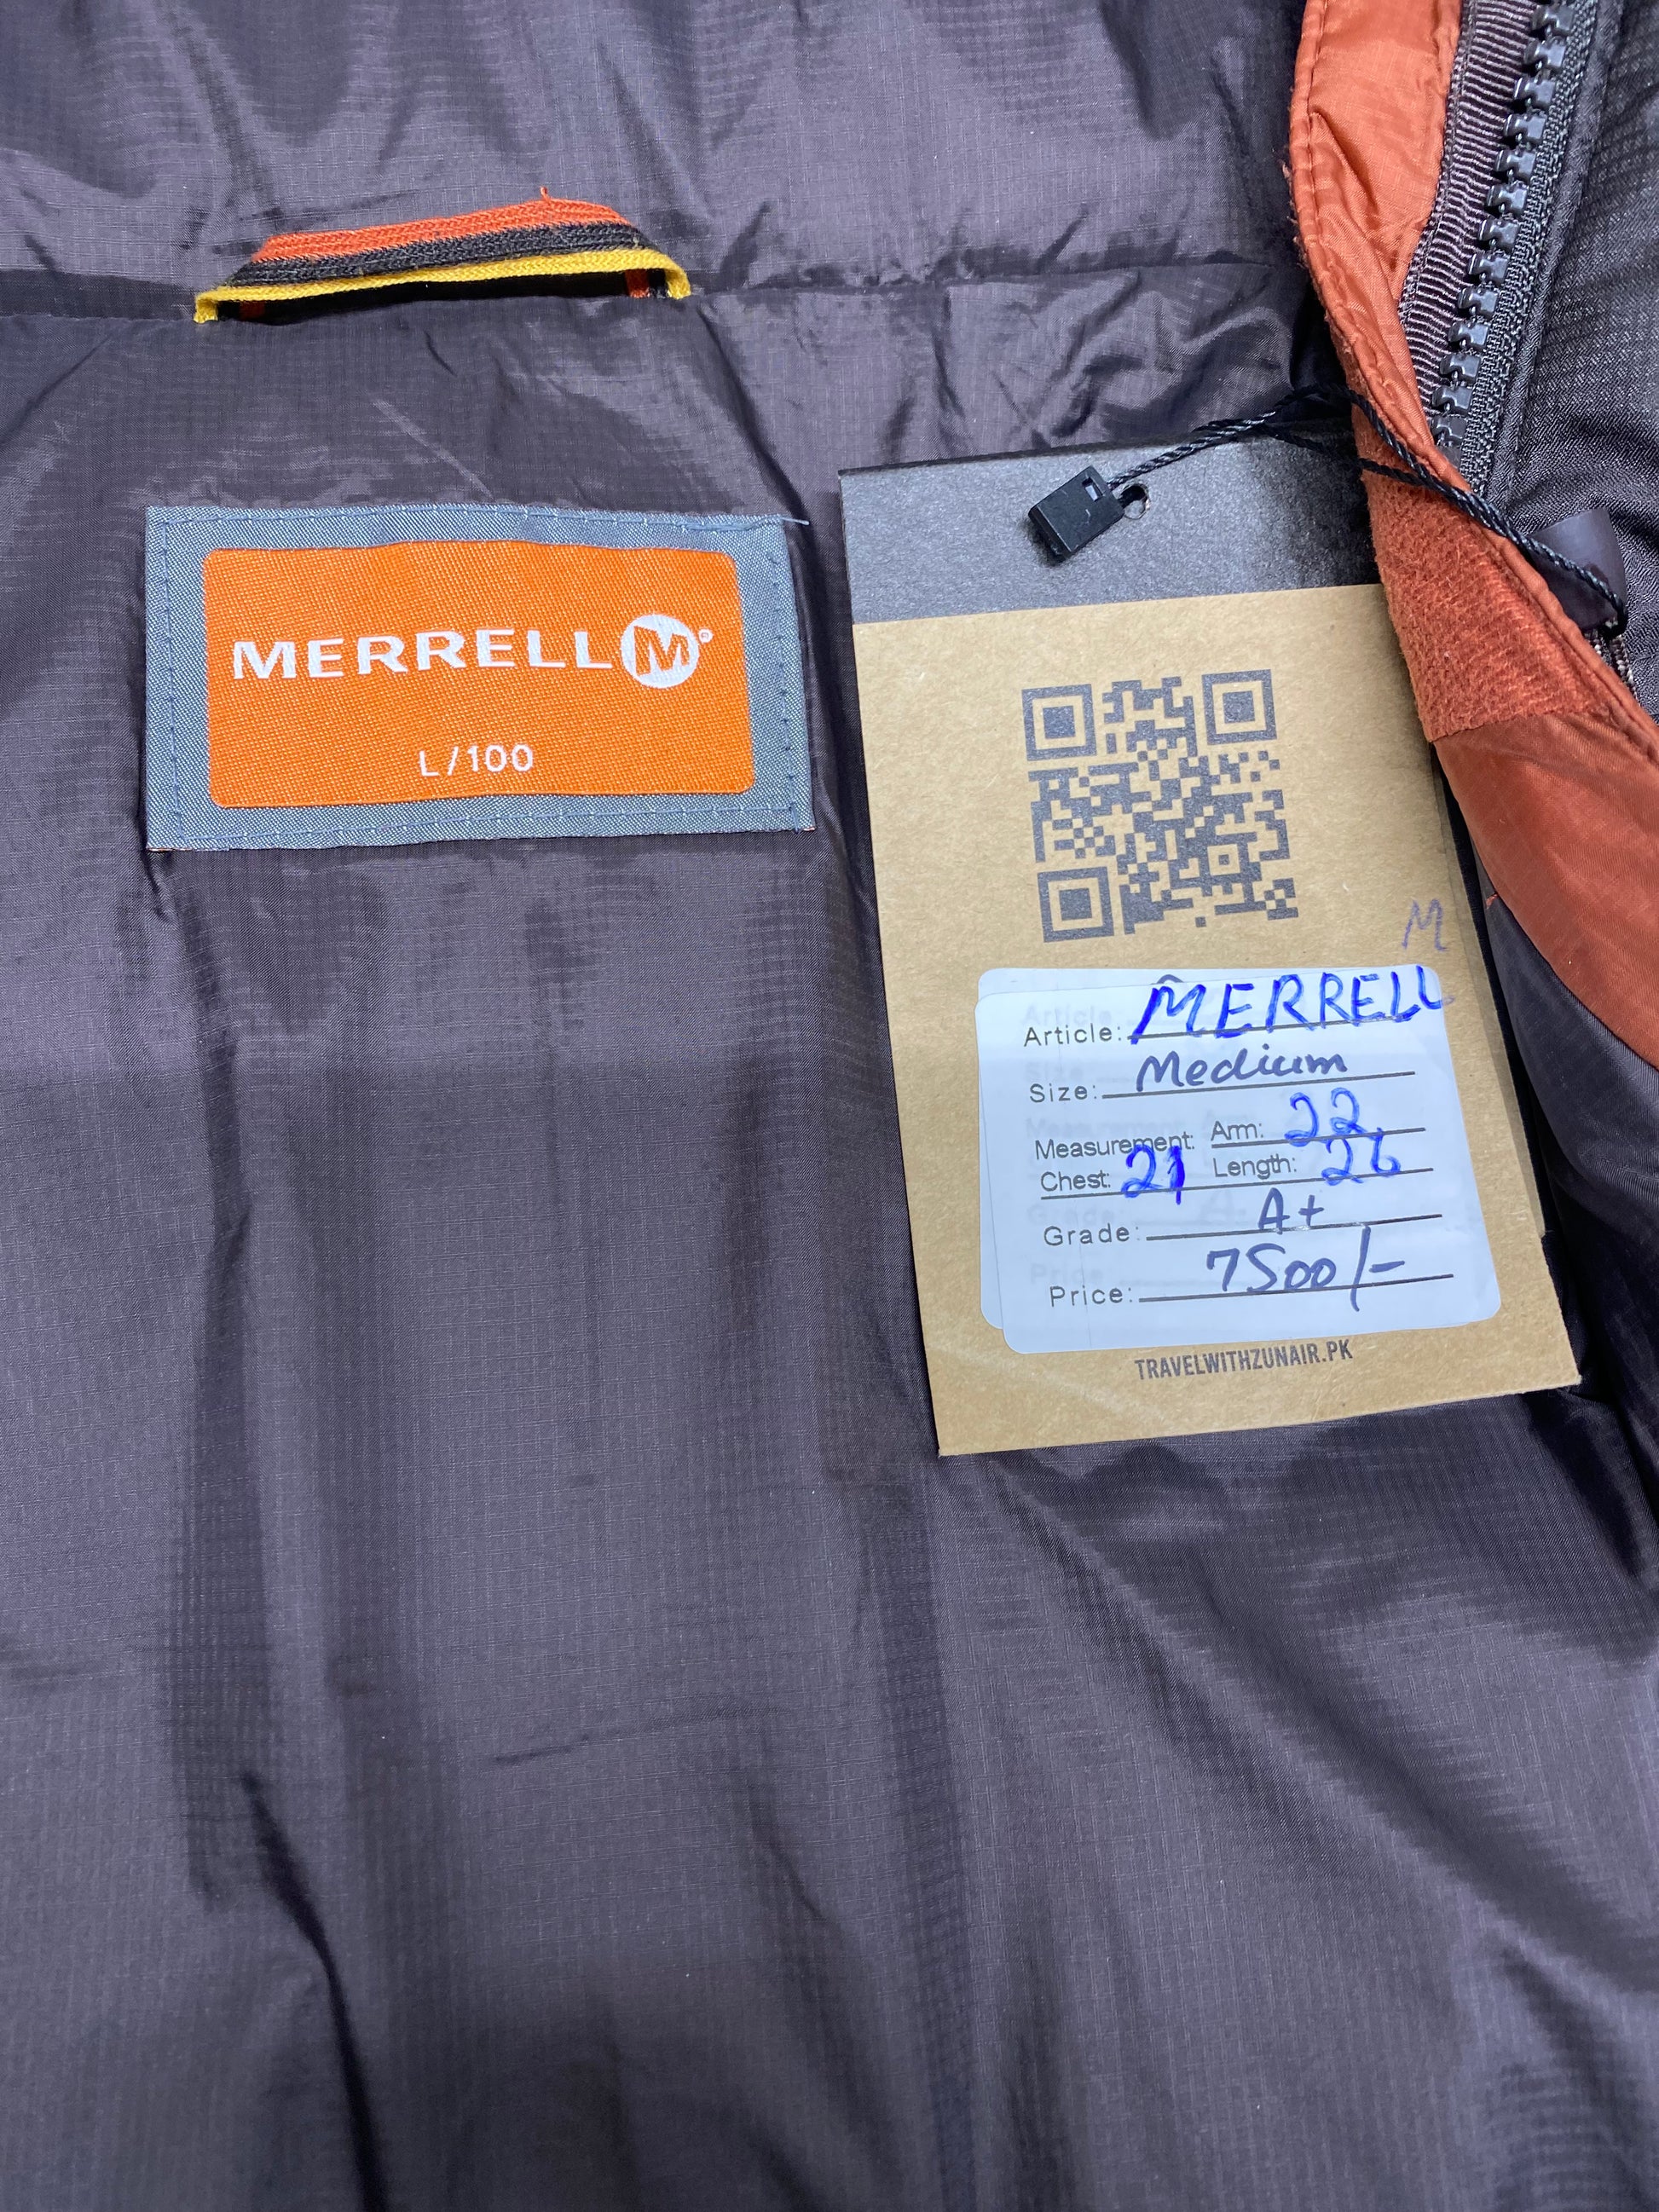 MERRELL M®
L/100
M
Article: MERRELL
Size: Medium
Measurement: Arm: 22
Chest: 21 Length: 26
Grade: A+
Price: 7500/-
TRAVELWITHZUNAIR.PK